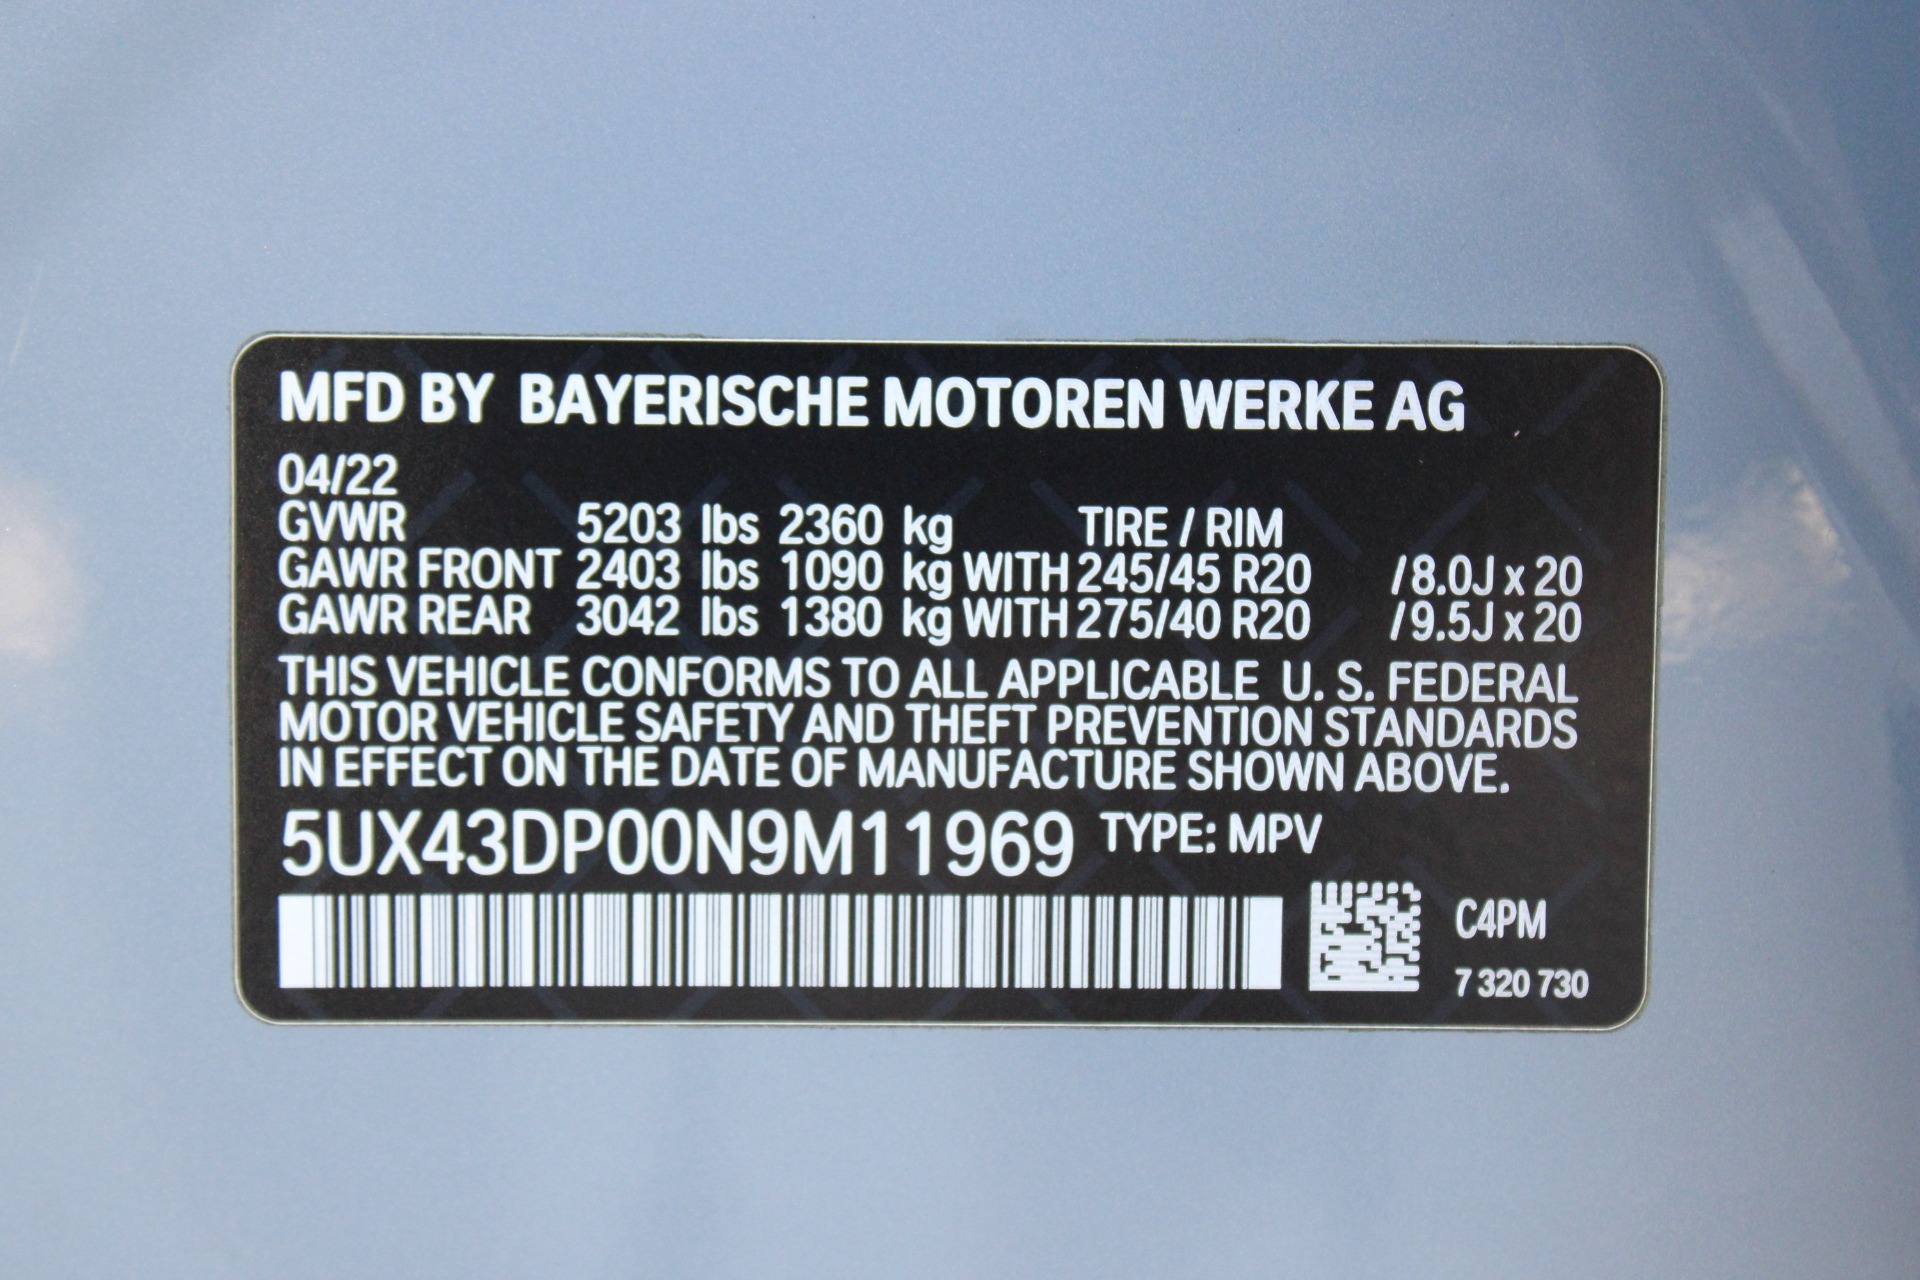 MFD BY BAYERISCHE MOTOREN WERKE AG
04/22
GVWR 5203 lbs 2360 kg TIRE / RIM
GAWR FRONT 2403 lbs 1090 kg WITH 245/45 R20 /8.0J x 20
GAWR REAR 3042 lbs 1380 kg WITH 275/40 R20 /9.5J x 20
THIS VEHICLE CONFORMS TO ALL APPLICABLE U. S. FEDERAL
MOTOR VEHICLE SAFETY AND THEFT PREVENTION STANDARDS
IN EFFECT ON THE DATE OF MANUFACTURE SHOWN ABOVE.
5UX43DP00N9M11969 TYPE: MPV
C4PM
7 320 730